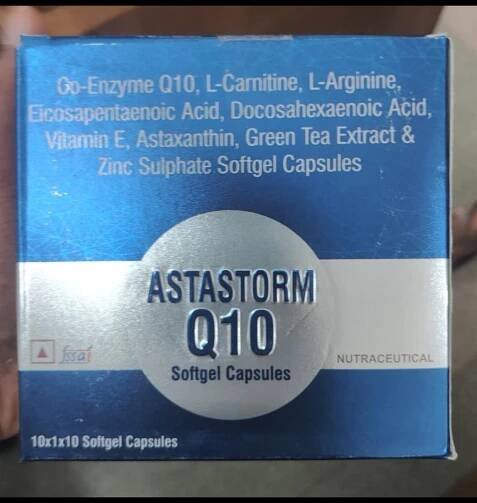 Co-Enzyme Q10, L-Carnitine, L-Arginine,
Eicosapentaenoic Acid, Docosahexaenoic Acid,
Vitamin E, Astaxanthin, Green Tea Extract &
Zinc Sulphate Softgel Capsules
ASTASTORM
Q10
Softgel Capsules
fssai
NUTRACEUTICAL
10x1x10 Softgel Capsules